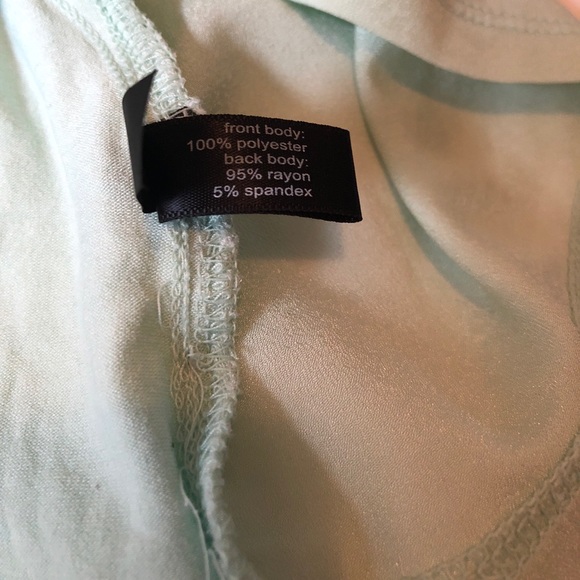 front body:
100% polyester
back body:
95% rayon
5% spandex